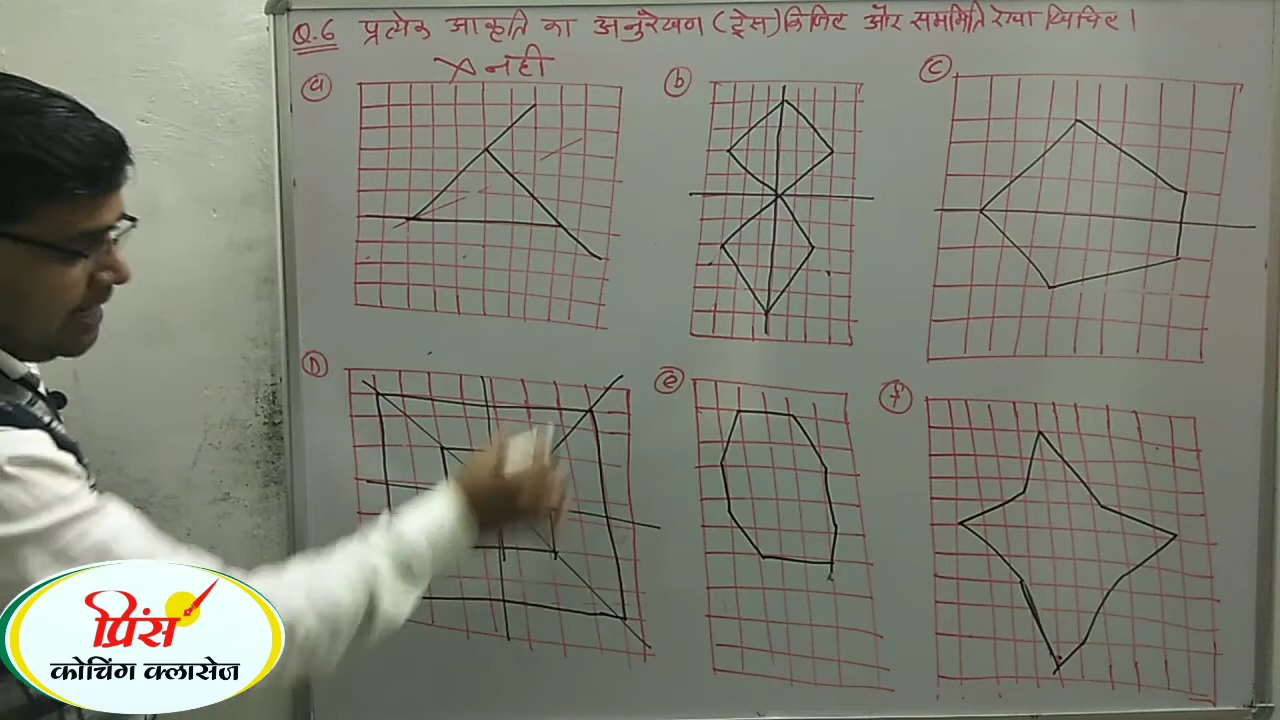 Q.6 प्रत्येक आकृति का अनुरेखण (ट्रेस) किजिए और सममिति रेखा खिचिए।
X नही
a
b
c
D
e
f
प्रिंस
कोचिंग क्लासेज